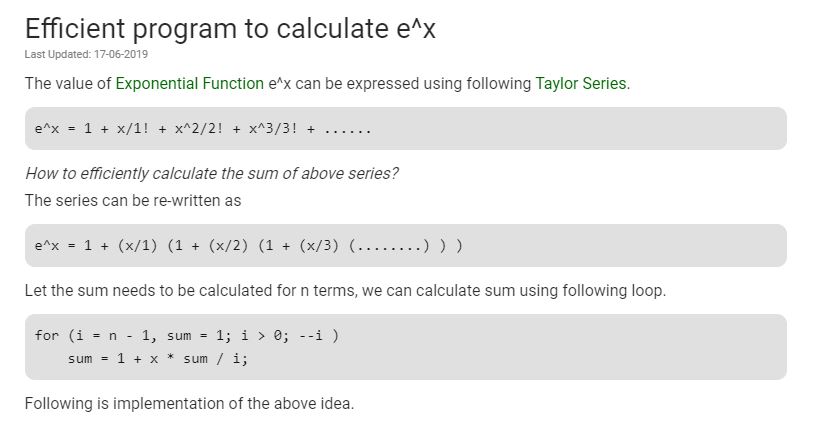 Efficient program to calculate e^x
Last Updated: 17-06-2019
The value of Exponential Function e^x can be expressed using following Taylor Series.
e^x = 1 + x/1! + x^2/2! + x^3/3! + ......
How to efficiently calculate the sum of above series?
The series can be re-written as
e^x = 1 + (x/1) (1 + (x/2) (1 + (x/3) (........) ) )
Let the sum needs to be calculated for n terms, we can calculate sum using following loop.
for (i = n - 1, sum = 1; i > 0; --i )
    sum = 1 + x * sum / i;
Following is implementation of the above idea.